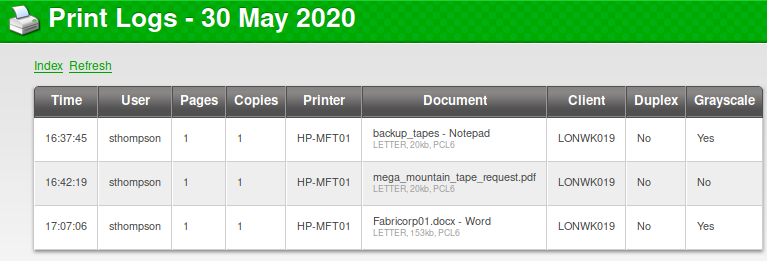 Print Logs - 30 May 2020
Index Refresh
Time User Pages Copies Printer Document Client Duplex Grayscale
16:37:45 sthompson 1 1 HP-MFT01 backup_tapes - Notepad LONWK019 No Yes
LETTER, 20kb, PCL6
16:42:19 sthompson 1 1 HP-MFT01 mega_mountain_tape_request.pdf LONWK019 No No
LETTER, 20kb, PCL6
17:07:06 sthompson 1 1 HP-MFT01 Fabricorp01.docx - Word LONWK019 No Yes
LETTER, 153kb, PCL6